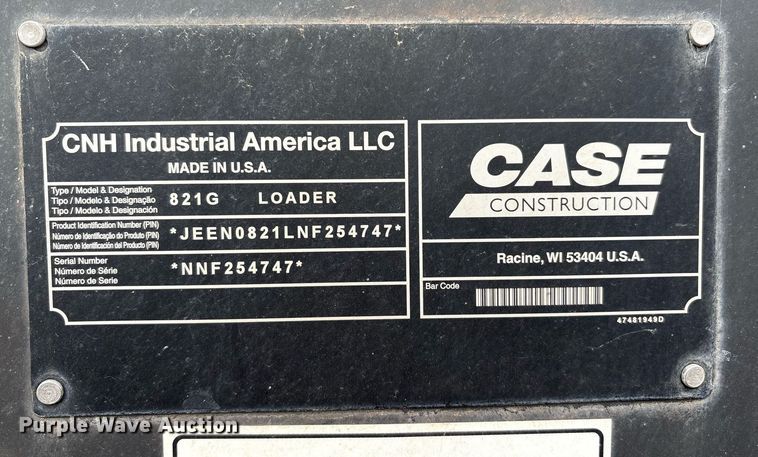 CNH Industrial America LLC
MADE IN U.S.A.
Type / Model & Designation
Tipo / Modelo & Designação
Tipo / Modelo & Designación
821G LOADER
Product Identification Number (PIN)
Número de Identificação do Produto (PIN)
Número de Identificación del Producto (PIN)
*JEEN0821LNF254747*
Serial Number
Número de Série
Número de Serie
*NNF254747*
CASE
CONSTRUCTION
Racine, WI 53404 U.S.A.
Bar Code
47481949D
Purple Wave Auction